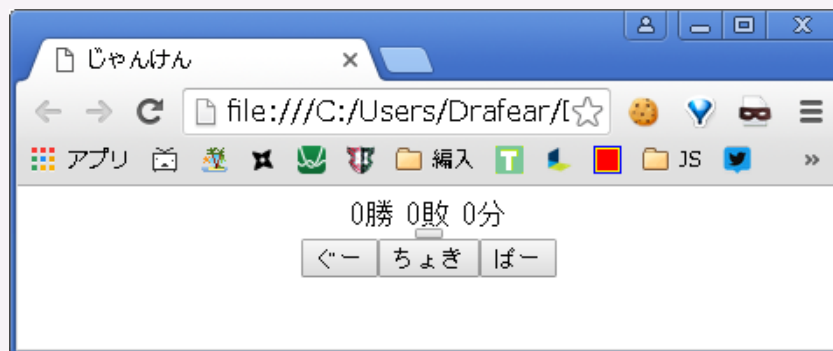 じゃんけん
file:///C:/Users/Drafear/
アプリ 編入 T JS »
0勝 0敗 0分
ぐー ちょき ぱー